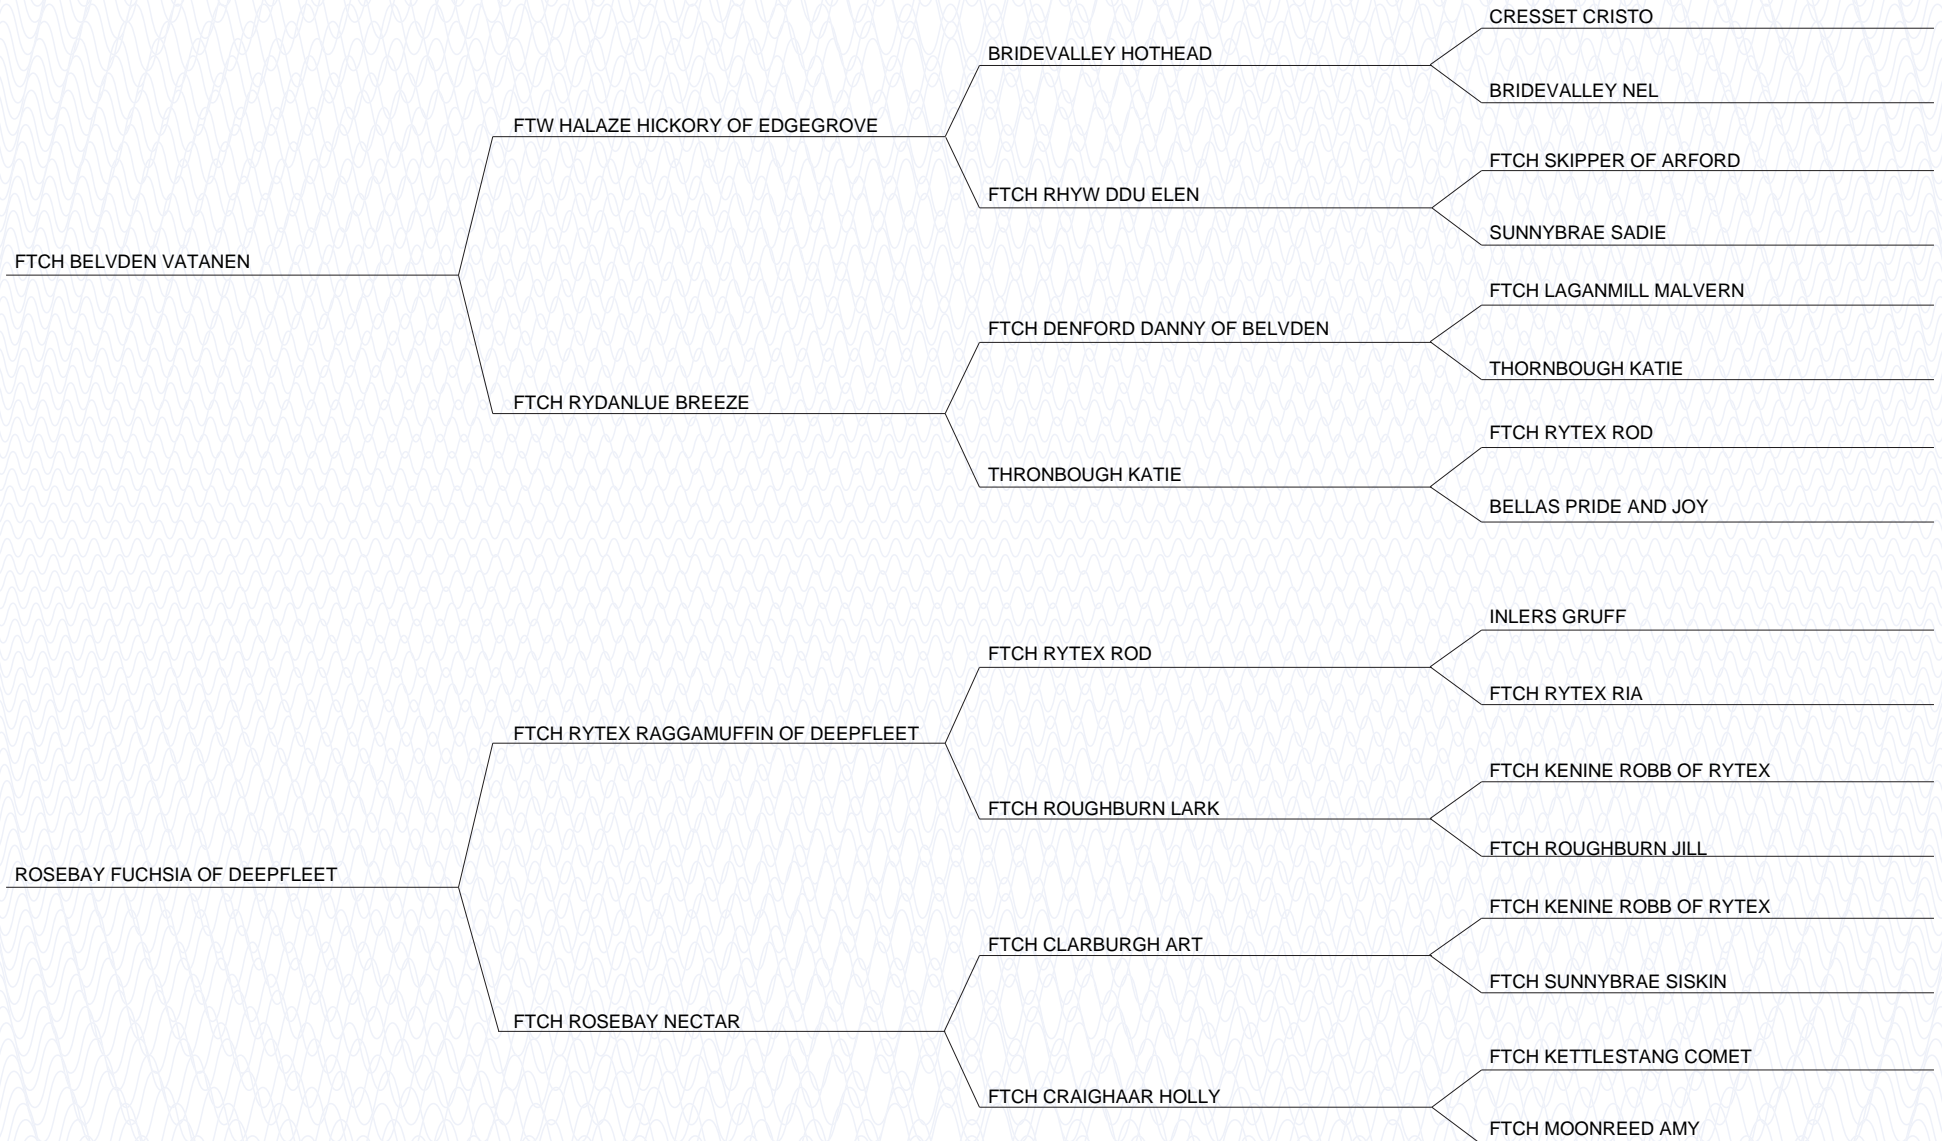 CRESSET CRISTO
BRIDEVALLEY HOTHEAD
BRIDEVALLEY NEL
FTW HALAZE HICKORY OF EDGEGROVE
FTCH SKIPPER OF ARFORD
FTCH RHYW DDU ELEN
SUNNYBRAE SADIE
FTCH BELVDEN VATANEN
FTCH LAGANMILL MALVERN
FTCH DENFORD DANNY OF BELVDEN
THORNBOUGH KATIE
FTCH RYDANLUE BREEZE
FTCH RYTEX ROD
THRONBOUGH KATIE
BELLAS PRIDE AND JOY
INLERS GRUFF
FTCH RYTEX ROD
FTCH RYTEX RIA
FTCH RYTEX RAGGAMUFFIN OF DEEPFLEET
FTCH KENINE ROBB OF RYTEX
FTCH ROUGHBURN LARK
FTCH ROUGHBURN JILL
ROSEBAY FUCHSIA OF DEEPFLEET
FTCH KENINE ROBB OF RYTEX
FTCH CLARBURGH ART
FTCH SUNNYBRAE SISKIN
FTCH ROSEBAY NECTAR
FTCH KETTLESTANG COMET
FTCH CRAIGHAAR HOLLY
FTCH MOONREED AMY